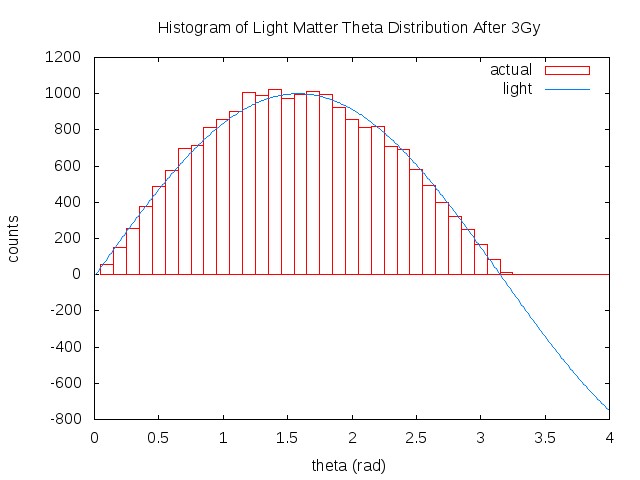 Histogram of Light Matter Theta Distribution After 3Gy
1200
1000
800
600
400
200
0
-200
-400
-600
-800
counts
actual
light
0 0.5 1 1.5 2 2.5 3 3.5 4
theta (rad)